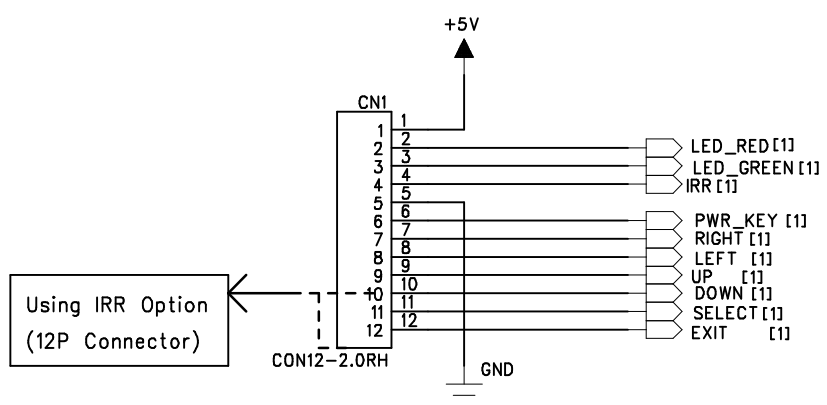 +5V
CN1
1 1
2 2 LED_RED[1]
3 3 LED_GREEN[1]
4 4 IRR[1]
5 5
6 6 PWR_KEY [1]
7 7 RIGHT[1]
8 8 LEFT [1]
9 9 UP [1]
10 10 DOWN [1]
11 11 SELECT[1]
12 12 EXIT [1]
Using IRR Option
(12P Connector)
CON12-2.0RH
GND